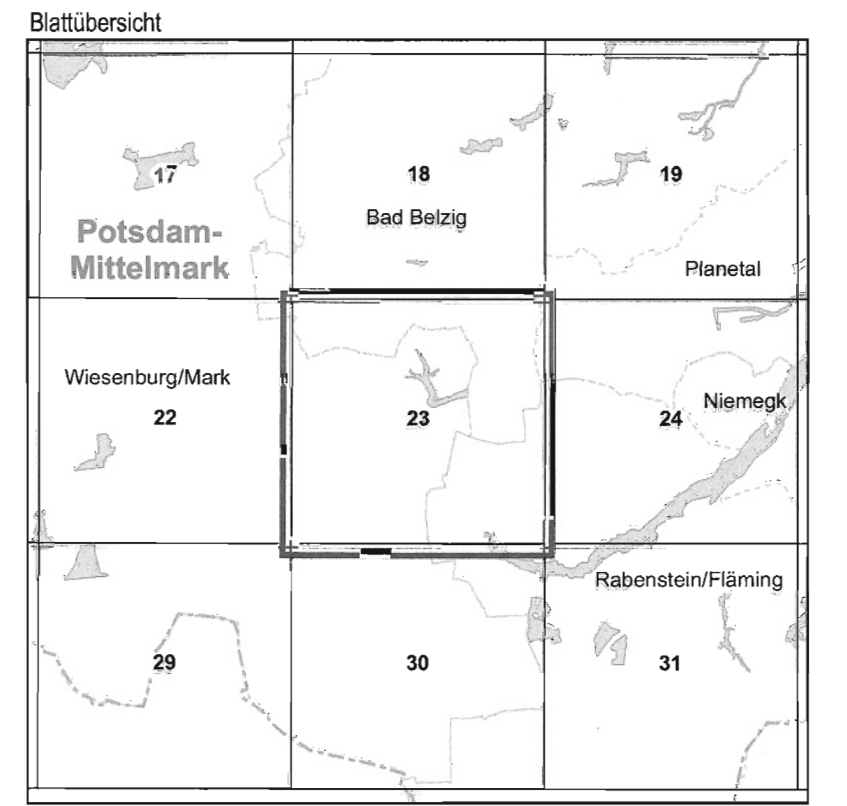 Blattübersicht
17
18
19
Bad Belzig
Potsdam-
Mittelmark
Planetal
Wiesenburg/Mark
22
23
24
Niemegk
Rabenstein/Fläming
29
30
31